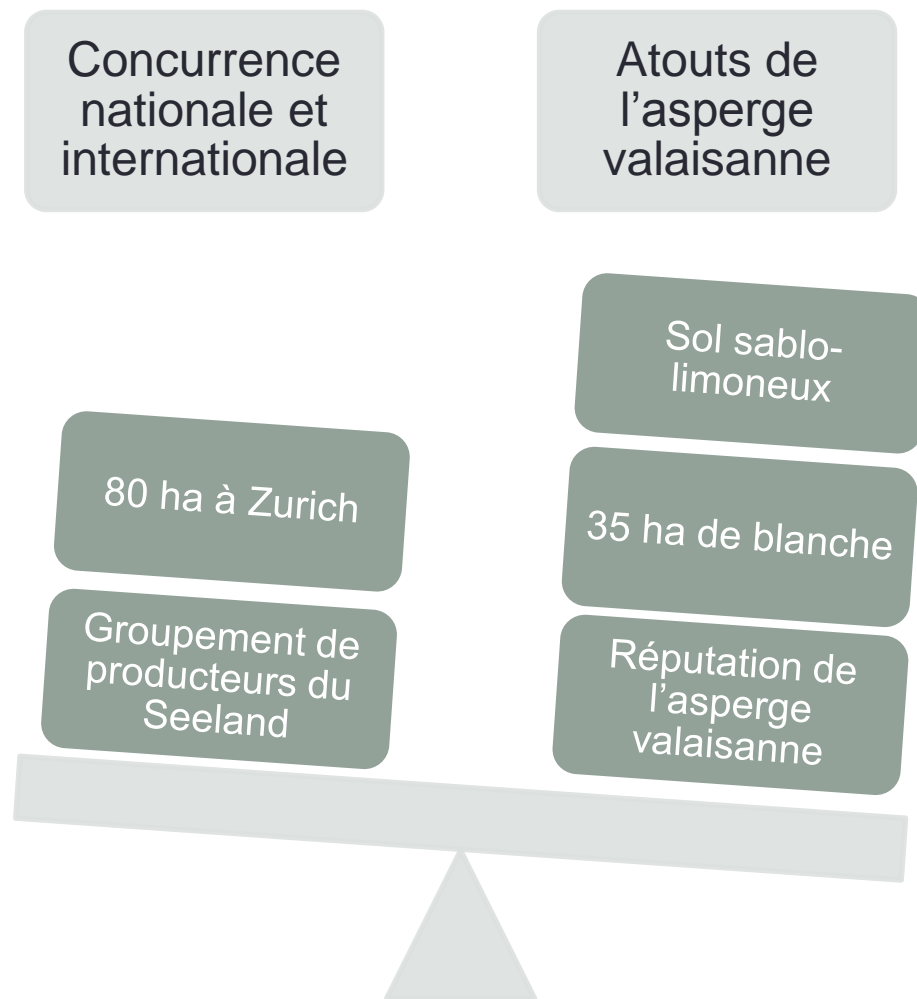 Concurrence
nationale et
internationale
Atouts de
l’asperge
valaisanne
80 ha à Zurich
Groupement de
producteurs du
Seeland
Sol sablo-
limoneux
35 ha de blanche
Réputation de
l’asperge
valaisanne